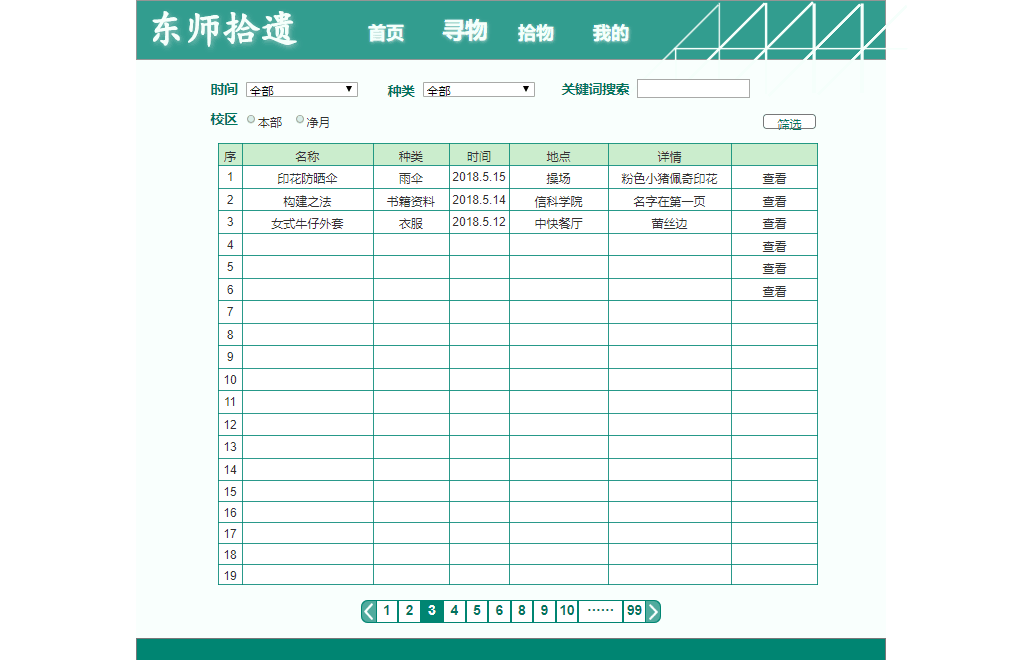 东师拾遗 首页 寻物 拾物 我的
时间 全部 种类 全部 关键词搜索
校区 本部 净月 筛选
序 名称 种类 时间 地点 详情
1 印花防晒伞 雨伞 2018.5.15 操场 粉色小猪佩奇印花 查看
2 构建之法 书籍资料 2018.5.14 信科学院 名字在第一页 查看
3 女式牛仔外套 衣服 2018.5.12 中快餐厅 蕾丝边 查看
4 查看
5 查看
6 查看
7
8
9
10
11
12
13
14
15
16
17
18
19
1 2 3 4 5 6 8 9 10 ······ 99